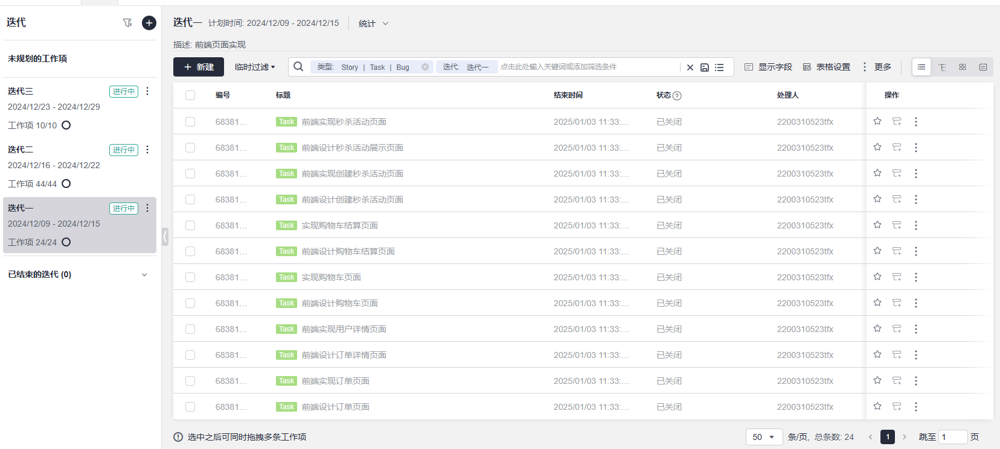 迭代
未规划的工作项
迭代三 进行中
2024/12/23 - 2024/12/29
工作项 10/10
迭代二 进行中
2024/12/16 - 2024/12/22
工作项 44/44
迭代一 进行中
2024/12/09 - 2024/12/15
工作项 24/24
已结束的迭代 (0)
迭代一 计划时间: 2024/12/09 - 2024/12/15 统计
描述: 前端页面实现
新建 临时过滤 类型: Story | Task | Bug 迭代: 迭代一 点击此处输入关键词或添加筛选条件 显示字段 表格设置 更多
编号 标题 结束时间 状态 处理人 操作
68381... Task 前端实现秒杀活动页面 2025/01/03 11:33:... 已关闭 2200310523tfx
68381... Task 前端设计秒杀活动展示页面 2025/01/03 11:33:... 已关闭 2200310523tfx
68381... Task 前端实现创建秒杀活动页面 2025/01/03 11:33:... 已关闭 2200310523tfx
68381... Task 前端设计创建秒杀活动页面 2025/01/03 11:33:... 已关闭 2200310523tfx
68381... Task 实现购物车结算页面 2025/01/03 11:33:... 已关闭 2200310523tfx
68381... Task 前端设计购物车结算页面 2025/01/03 11:33:... 已关闭 2200310523tfx
68381... Task 实现购物车页面 2025/01/03 11:33:... 已关闭 2200310523tfx
68381... Task 前端设计购物车页面 2025/01/03 11:33:... 已关闭 2200310523tfx
68381... Task 前端实现用户详情页面 2025/01/03 11:33:... 已关闭 2200310523tfx
68381... Task 前端设计订单详情页面 2025/01/03 11:33:... 已关闭 2200310523tfx
68381... Task 前端实现订单页面 2025/01/03 11:33:... 已关闭 2200310523tfx
68381... Task 前端设计订单页面 2025/01/03 11:33:... 已关闭 2200310523tfx
选中之后可同时拖拽多条工作项 50 条/页, 总条数: 24 1 跳至 1 页